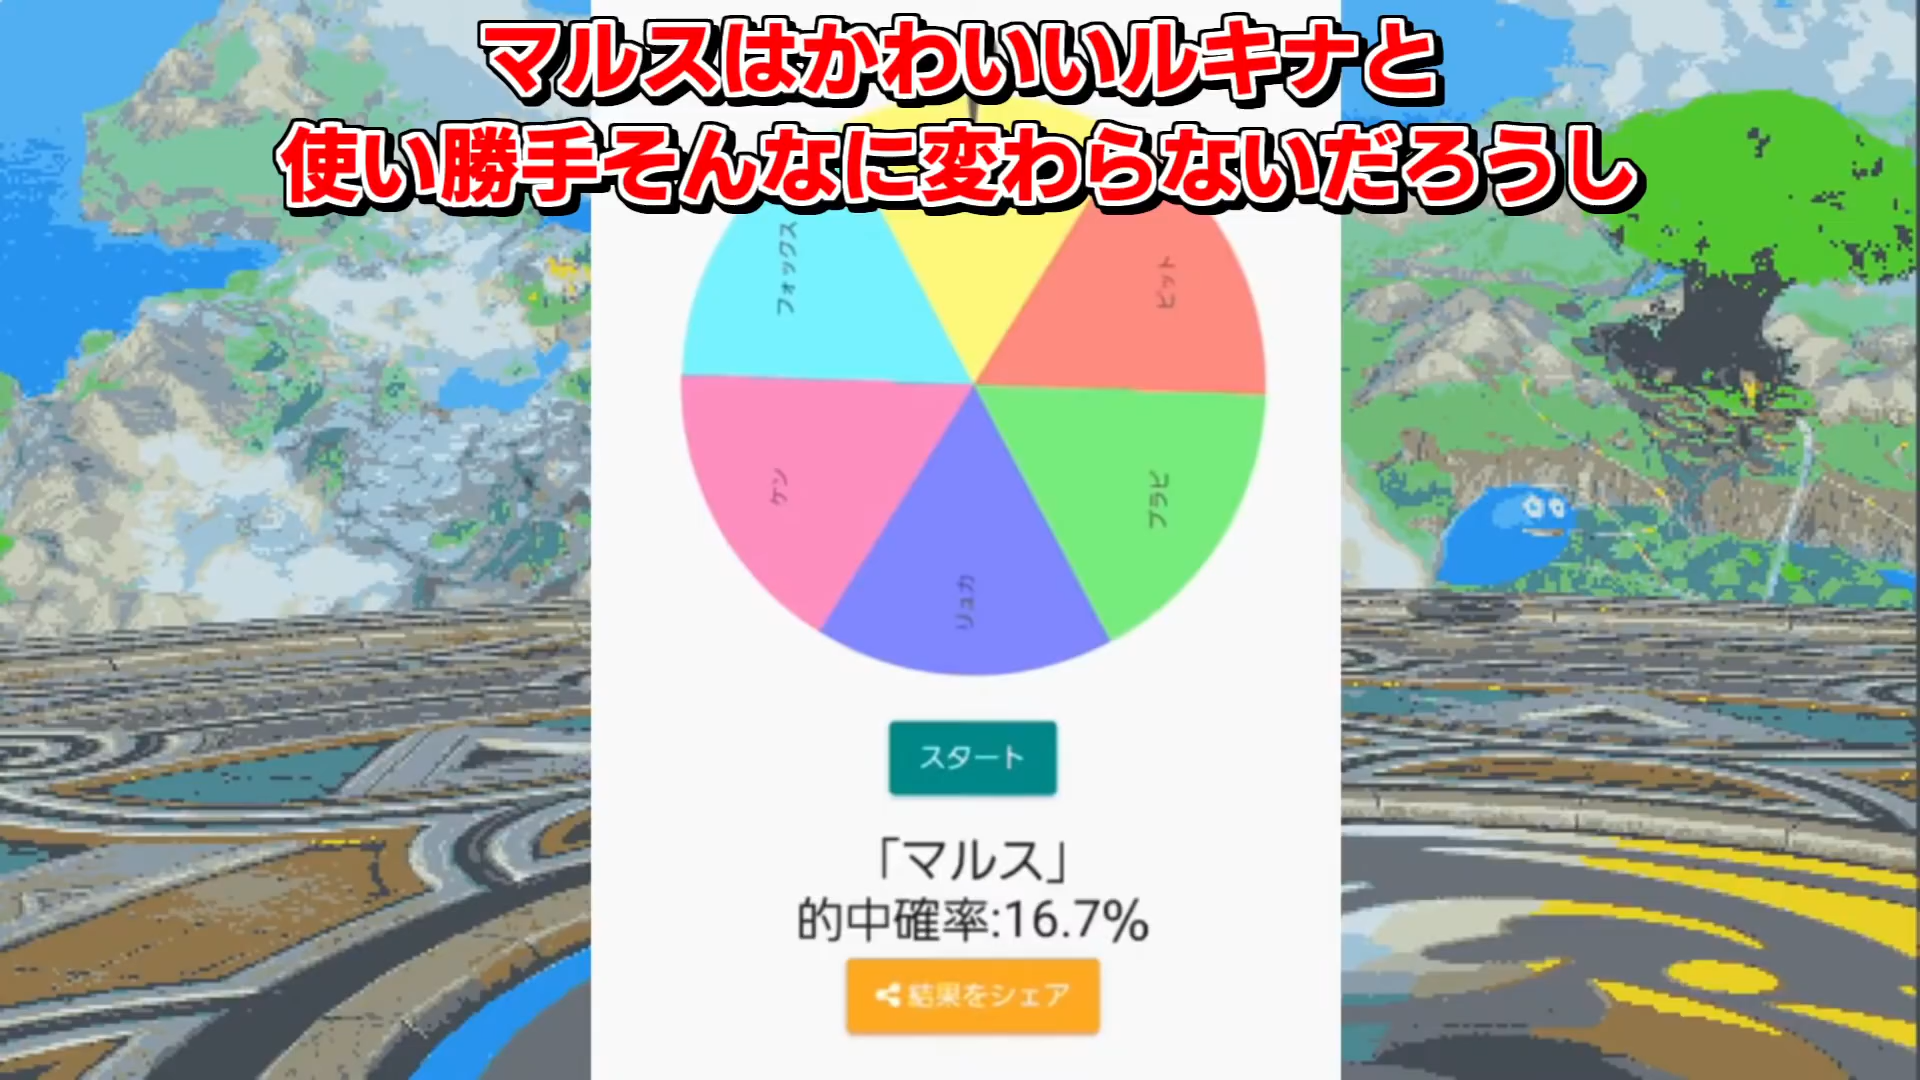 マルスはかわいいルキナと
使い勝手そんなに変わらないだろうし
フォックス
ピット
ケン
ブラピ
リュカ
スタート
「マルス」
的中確率:16.7%
結果をシェア